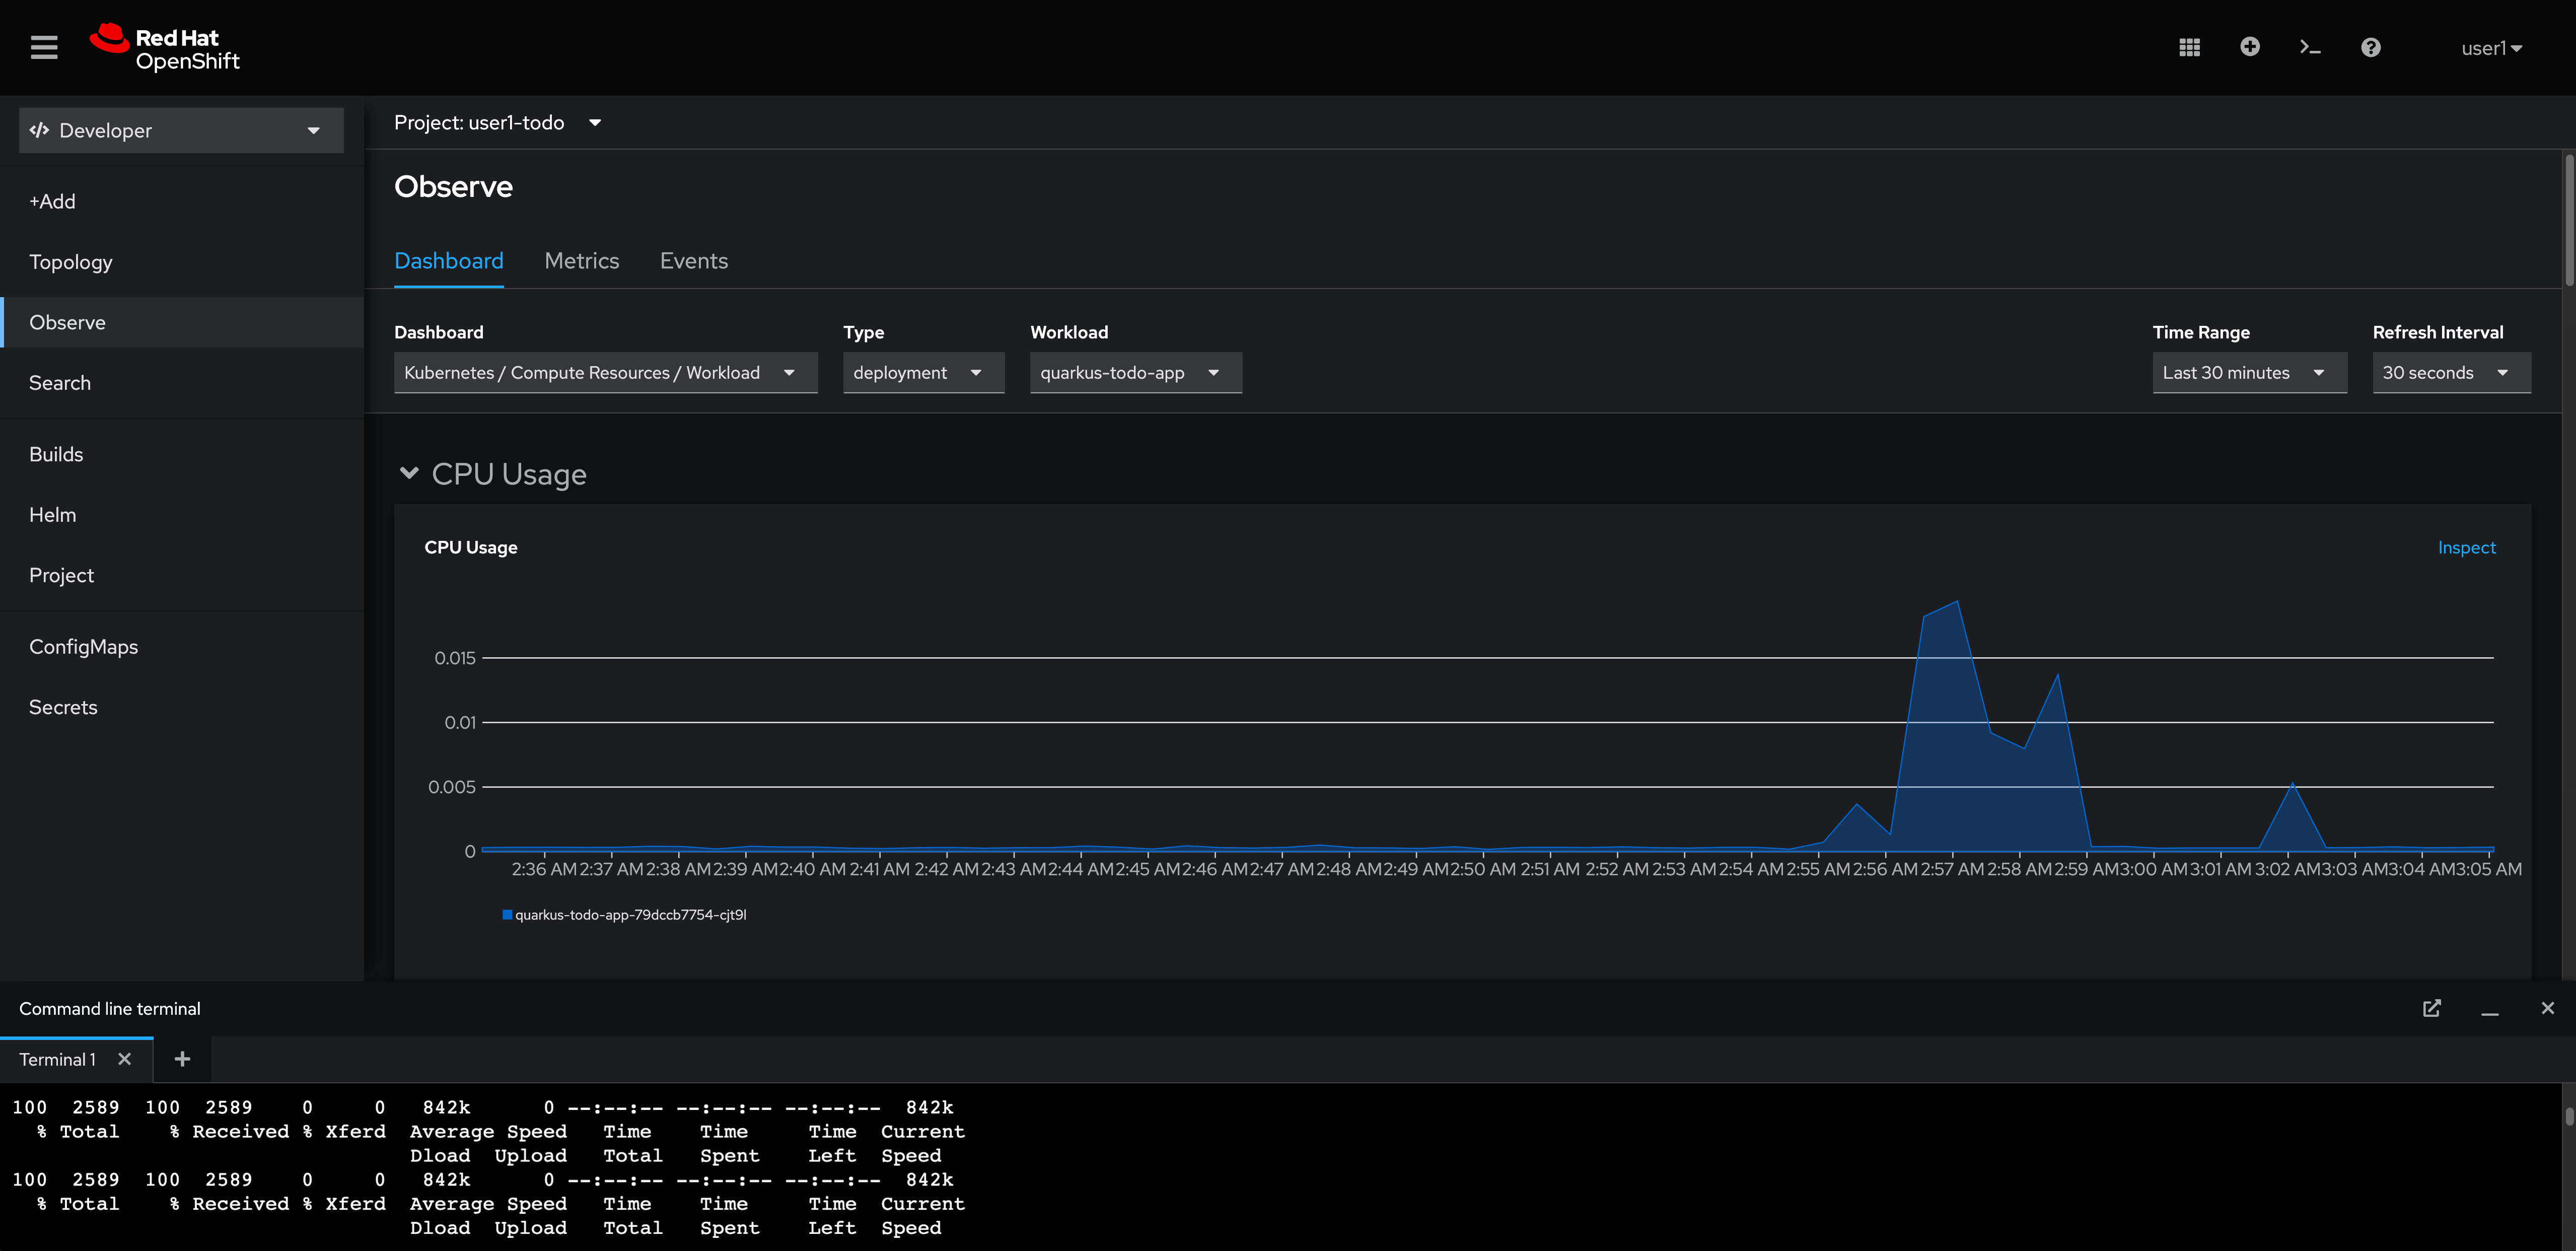 Red Hat
OpenShift
user1
Developer
+Add
Topology
Observe
Search
Builds
Helm
Project
ConfigMaps
Secrets
Project: user1-todo
Observe
Dashboard Metrics Events
Dashboard Type Workload Time Range Refresh Interval
Kubernetes / Compute Resources / Workload deployment quarkus-todo-app Last 30 minutes 30 seconds
CPU Usage
CPU Usage Inspect
0.015
0.01
0.005
0
2:36 AM 2:37 AM 2:38 AM 2:39 AM 2:40 AM 2:41 AM 2:42 AM 2:43 AM 2:44 AM 2:45 AM 2:46 AM 2:47 AM 2:48 AM 2:49 AM 2:50 AM 2:51 AM 2:52 AM 2:53 AM 2:54 AM 2:55 AM 2:56 AM 2:57 AM 2:58 AM 2:59 AM 3:00 AM 3:01 AM 3:02 AM 3:03 AM 3:04 AM 3:05 AM
quarkus-todo-app-79dccb7754-cjt9l
Command line terminal
Terminal 1
100 2589 100 2589 0 0 842k 0 --:--:-- --:--:-- --:--:-- 842k
% Total % Received % Xferd Average Speed Time Time Time Current
Dload Upload Total Spent Left Speed
100 2589 100 2589 0 0 842k 0 --:--:-- --:--:-- --:--:-- 842k
% Total % Received % Xferd Average Speed Time Time Time Current
Dload Upload Total Spent Left Speed